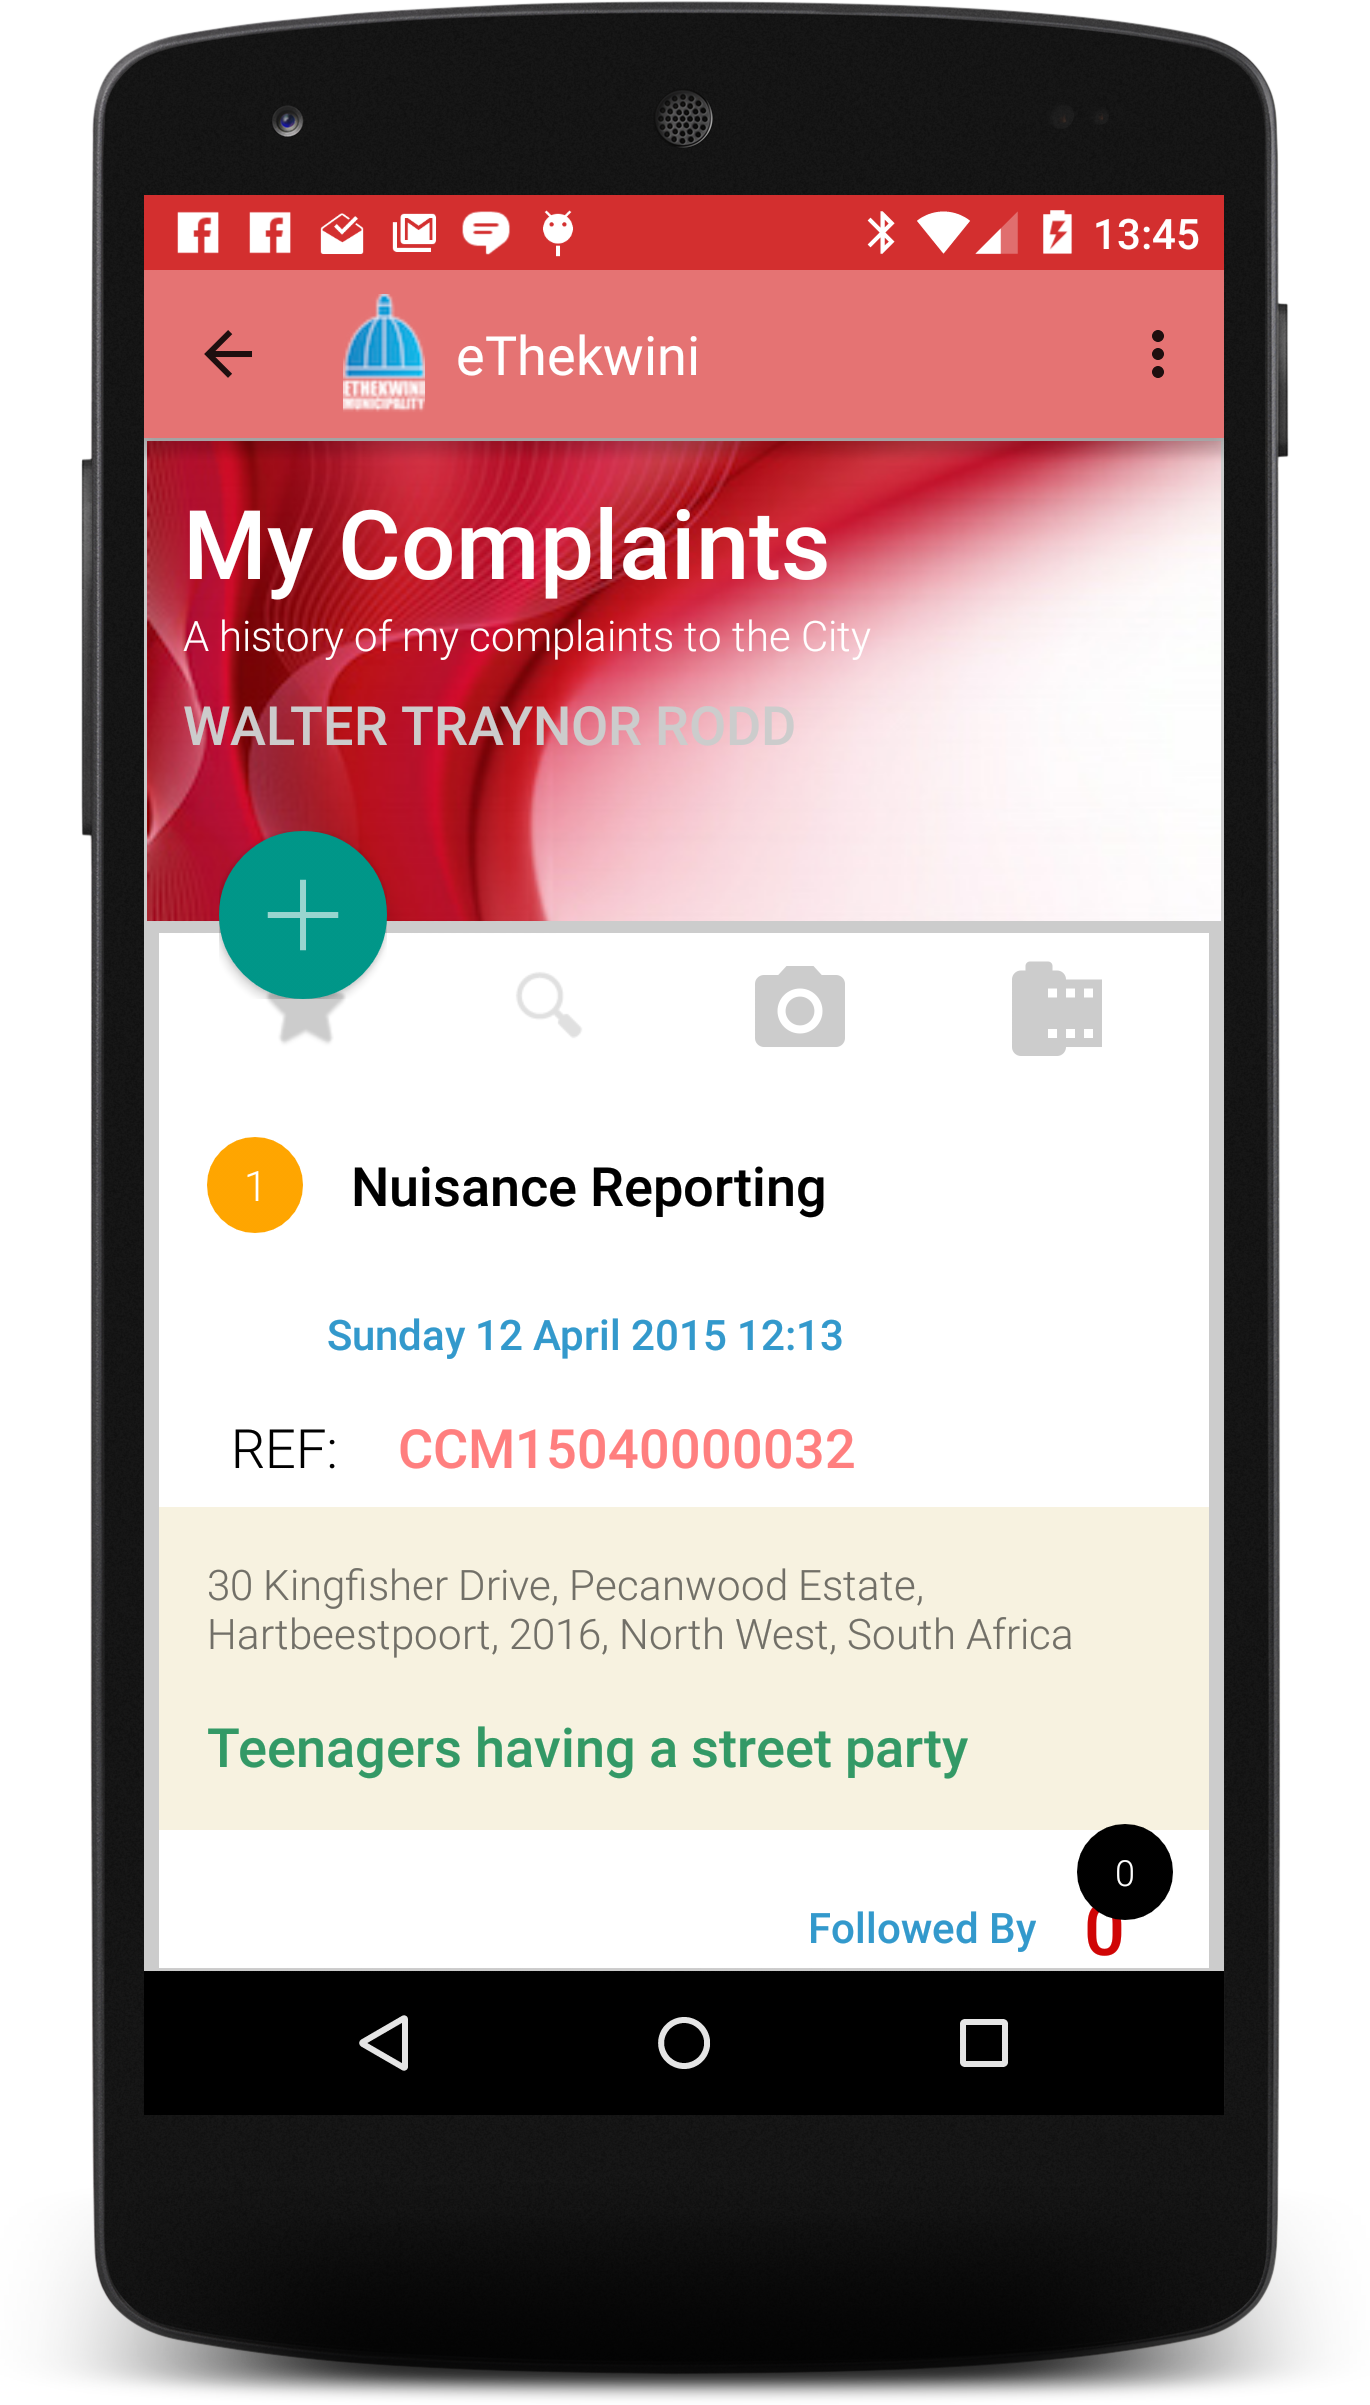 13:45
ETHEKWINI
MUNICIPALITY
eThekwini
My Complaints
A history of my complaints to the City
WALTER TRAYNOR RODD
1
Nuisance Reporting
Sunday 12 April 2015 12:13
REF: CCM15040000032
30 Kingfisher Drive, Pecanwood Estate,
Hartbeestpoort, 2016, North West, South Africa
Teenagers having a street party
0
Followed By 0